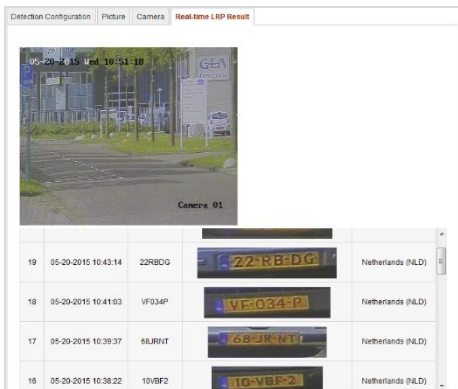 Detection Configuration Picture Camera Real-time LRP Result
05-20-2015 Wed 10:51:18
GEA
Camera 01
19 05-20-2015 10:43:14 22RBDG 22-RB-DG Netherlands (NLD)
18 05-20-2015 10:41:03 VF034P VF-034-P Netherlands (NLD)
17 05-20-2015 10:39:37 68JRNT 68-JR-NT Netherlands (NLD)
16 05-20-2015 10:38:22 10VBF2 10-VBF-2 Netherlands (NLD)